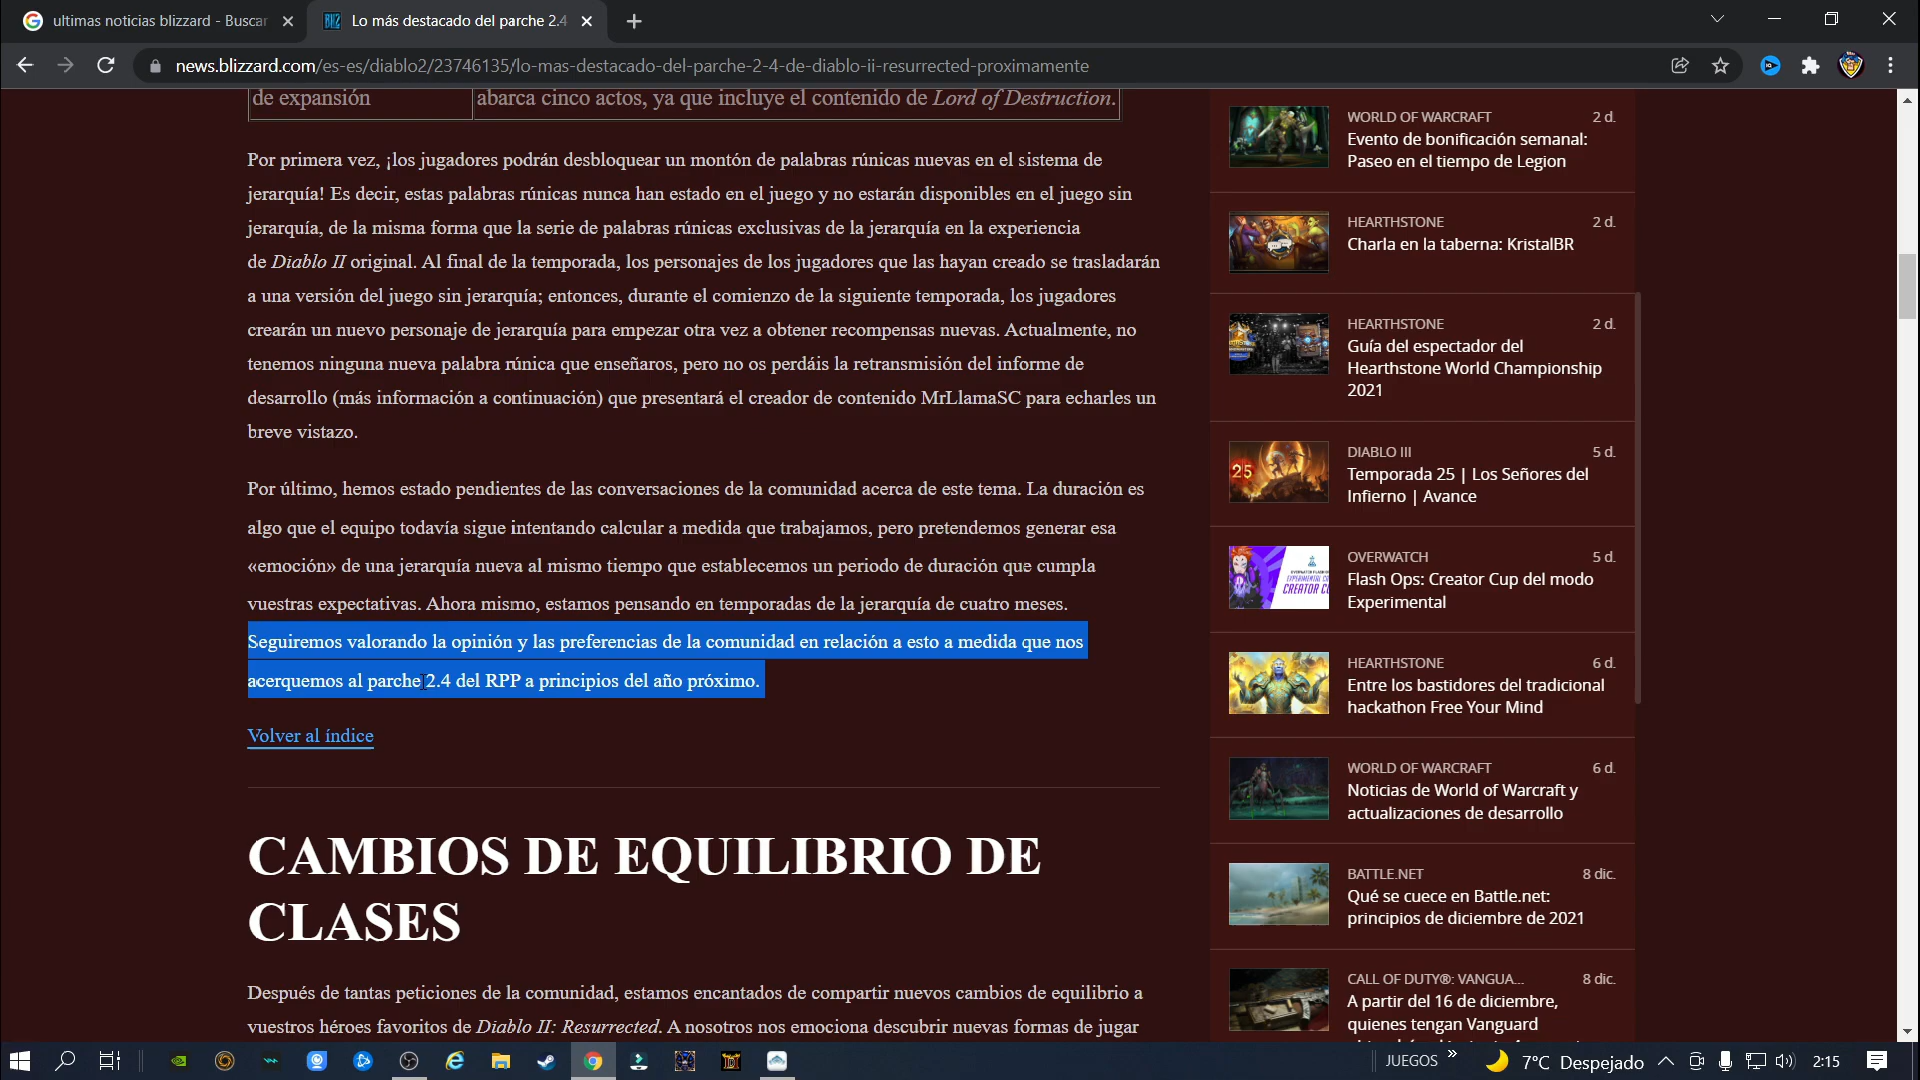 ultimas noticias blizzard - Buscar
Lo más destacado del parche 2.4
news.blizzard.com/es-es/diablo2/23746135/lo-mas-destacado-del-parche-2-4-de-diablo-ii-resurrected-proximamente
de expansión
abarca cinco actos, ya que incluye el contenido de Lord of Destruction.
Por primera vez, ¡los jugadores podrán desbloquear un montón de palabras rúnicas nuevas en el sistema de
jerarquía! Es decir, estas palabras rúnicas nunca han estado en el juego y no estarán disponibles en el juego sin
jerarquía, de la misma forma que la serie de palabras rúnicas exclusivas de la jerarquía en la experiencia
de Diablo II original. Al final de la temporada, los personajes de los jugadores que las hayan creado se trasladarán
a una versión del juego sin jerarquía; entonces, durante el comienzo de la siguiente temporada, los jugadores
crearán un nuevo personaje de jerarquía para empezar otra vez a obtener recompensas nuevas. Actualmente, no
tenemos ninguna nueva palabra rúnica que enseñaros, pero no os perdáis la retransmisión del informe de
desarrollo (más información a continuación) que presentará el creador de contenido MrLlamaSC para echarles un
breve vistazo.
Por último, hemos estado pendientes de las conversaciones de la comunidad acerca de este tema. La duración es
algo que el equipo todavía sigue intentando calcular a medida que trabajamos, pero pretendemos generar esa
«emoción» de una jerarquía nueva al mismo tiempo que establecemos un periodo de duración que cumpla
vuestras expectativas. Ahora mismo, estamos pensando en temporadas de la jerarquía de cuatro meses.
Seguiremos valorando la opinión y las preferencias de la comunidad en relación a esto a medida que nos
acerquemos al parche 2.4 del RPP a principios del año próximo.
Volver al índice
CAMBIOS DE EQUILIBRIO DE
CLASES
Después de tantas peticiones de la comunidad, estamos encantados de compartir nuevos cambios de equilibrio a
vuestros héroes favoritos de Diablo II: Resurrected. A nosotros nos emociona descubrir nuevas formas de jugar
WORLD OF WARCRAFT 2 d.
Evento de bonificación semanal:
Paseo en el tiempo de Legion
HEARTHSTONE 2 d.
Charla en la taberna: KristalBR
HEARTHSTONE 2 d.
Guía del espectador del
Hearthstone World Championship
2021
DIABLO III 5 d.
25
Temporada 25 | Los Señores del
Infierno | Avance
OVERWATCH 5 d.
Flash Ops: Creator Cup del modo
Experimental
HEARTHSTONE 6 d.
Entre los bastidores del tradicional
hackathon Free Your Mind
WORLD OF WARCRAFT 6 d.
Noticias de World of Warcraft y
actualizaciones de desarrollo
BATTLE.NET 8 dic.
Qué se cuece en Battle.net:
principios de diciembre de 2021
CALL OF DUTY®: VANGUA... 8 dic.
A partir del 16 de diciembre,
quienes tengan Vanguard
JUEGOS
7°C Despejado
2:15